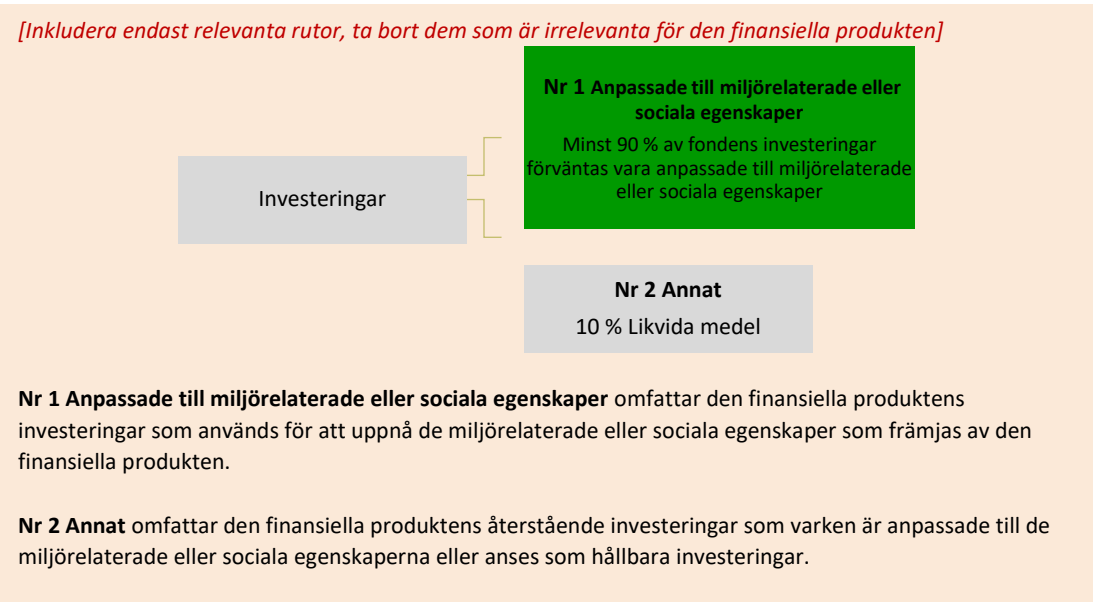 [Inkludera endast relevanta rutor, ta bort dem som är irrelevanta för den finansiella produkten]
Nr 1 Anpassade till miljörelaterade eller
sociala egenskaper
Minst 90 % av fondens investeringar
förväntas vara anpassade till miljörelaterade
eller sociala egenskaper
Investeringar
Nr 2 Annat
10 % Likvida medel
Nr 1 Anpassade till miljörelaterade eller sociala egenskaper omfattar den finansiella produktens
investeringar som används för att uppnå de miljörelaterade eller sociala egenskaper som främjas av den
finansiella produkten.
Nr 2 Annat omfattar den finansiella produktens återstående investeringar som varken är anpassade till de
miljörelaterade eller sociala egenskaperna eller anses som hållbara investeringar.